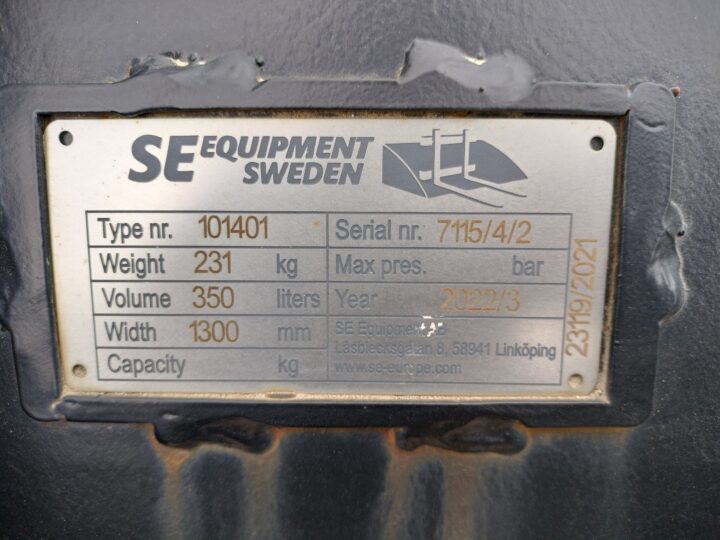 SE EQUIPMENT
SWEDEN
Type nr. 101401
Weight 231 kg
Volume 350 liters
Width 1300 mm
Capacity kg
Serial nr. 7115/4/2
Max pres. bar
Year 2022/3
SE Equipment AB
Låsblecksgatan 8, 58941 Linköping
www.se-europe.com
23119/2021